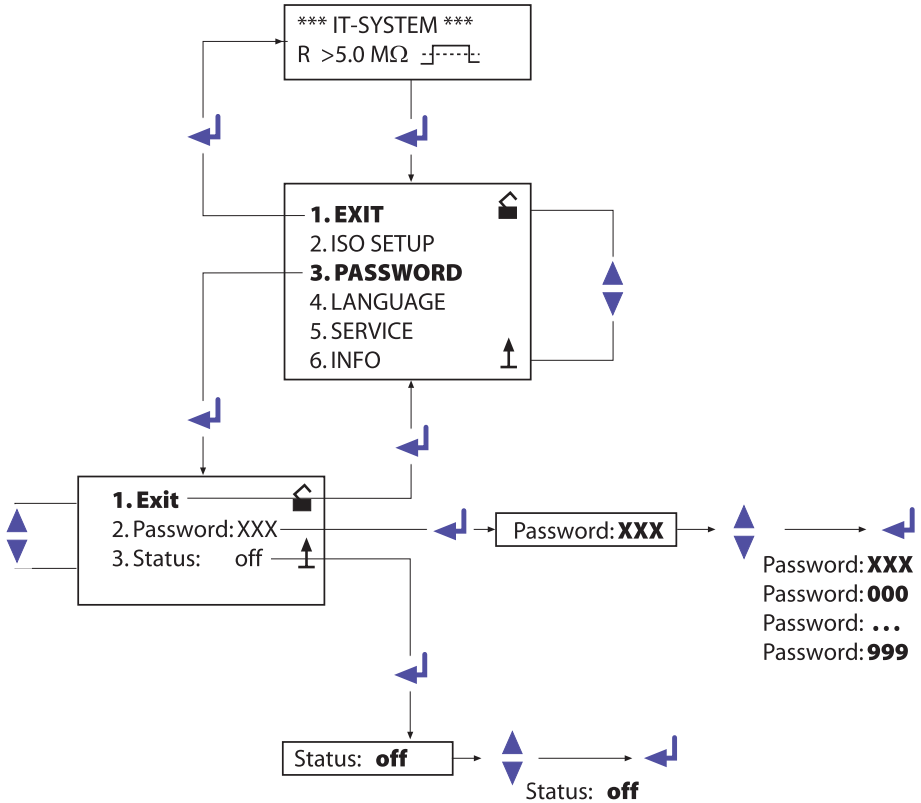 *** IT-SYSTEM ***
R >5.0 MΩ
1. EXIT
2. ISO SETUP
3. PASSWORD
4. LANGUAGE
5. SERVICE
6. INFO
1. Exit
2. Password: XXX
3. Status: off
Password: XXX
Password: XXX
Password: 000
Password: ...
Password: 999
Status: off
Status: off